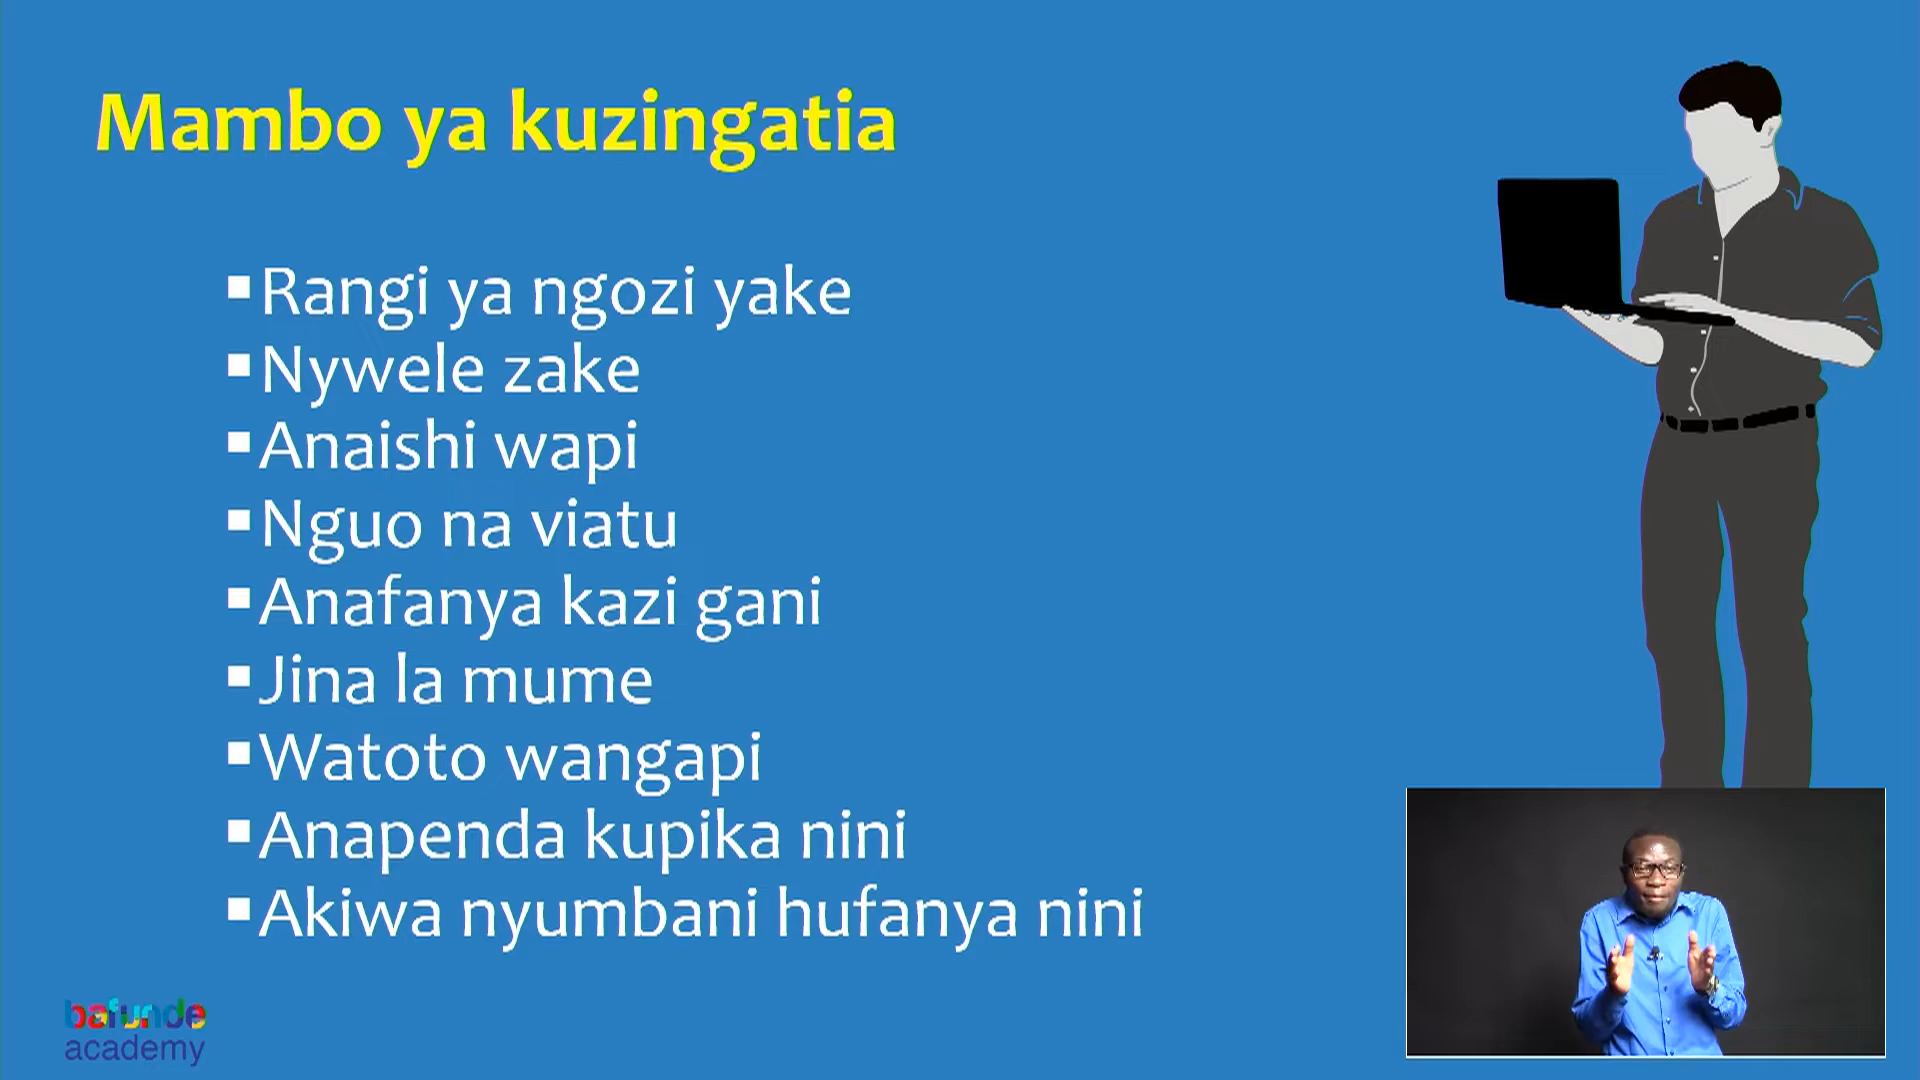 Mambo ya kuzingatia
▪Rangi ya ngozi yake
▪Nywele zake
▪Anaishi wapi
▪Nguo na viatu
▪Anafanya kazi gani
▪Jina la mume
▪Watoto wangapi
▪Anapenda kupika nini
▪Akiwa nyumbani hufanya nini
bafunde
academy